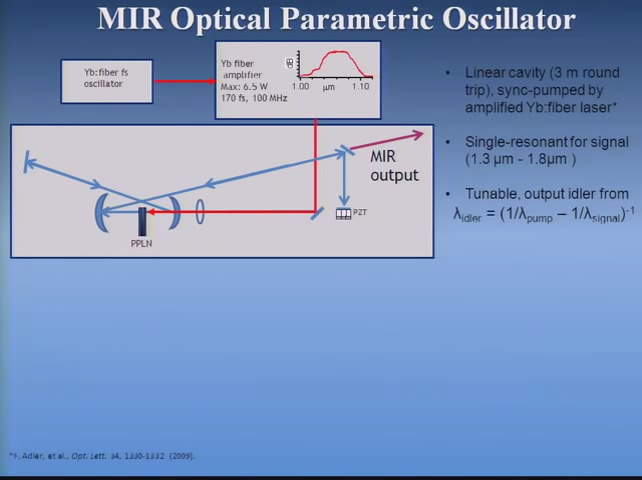 MIR Optical Parametric Oscillator
Yb:fiber fs
oscillator
Yb fiber
amplifier
Max: 6.5 W
170 fs, 100 MHz
1.00 μm 1.10
• Linear cavity (3 m round
trip), sync-pumped by
amplified Yb:fiber laser*
• Single-resonant for signal
(1.3 μm - 1.8μm )
• Tunable, output idler from
λidler = (1/λpump – 1/λsignal)-1
MIR
output
PZT
PPLN
*F. Adler, et al., Opt. Lett. 34, 1330-1332 (2009).